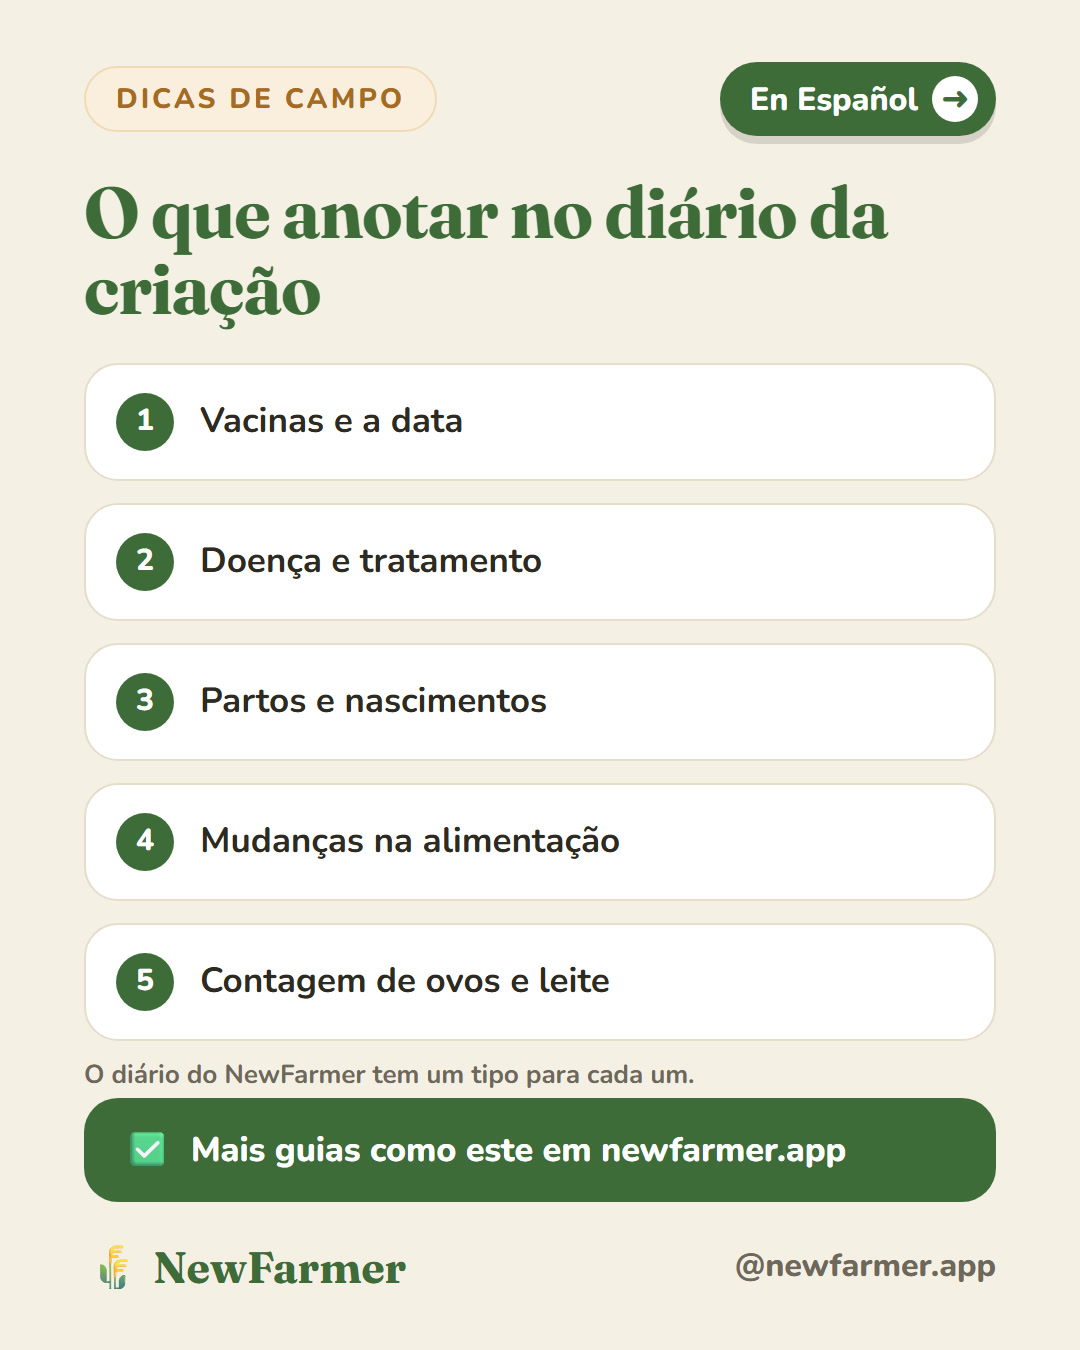 DICAS DE CAMPO
En Español
O que anotar no diário da
criação
1 Vacinas e a data
2 Doença e tratamento
3 Partos e nascimentos
4 Mudanças na alimentação
5 Contagem de ovos e leite
O diário do NewFarmer tem um tipo para cada um.
Mais guias como este em newfarmer.app
NewFarmer
@newfarmer.app